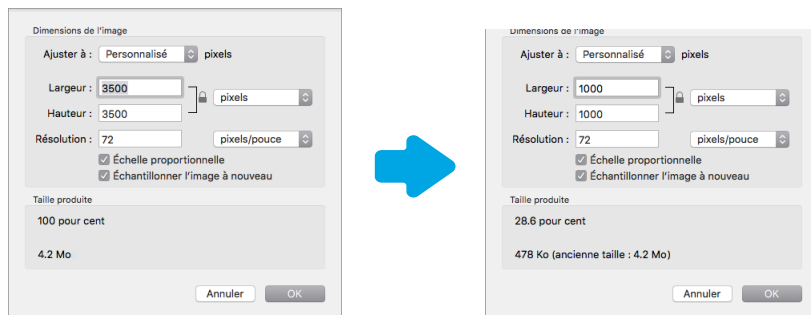 Dimensions de l'image
Ajuster à : Personnalisé pixels
Largeur : 3500
pixels
Hauteur : 3500
Résolution : 72 pixels/pouce
Échelle proportionnelle
Échantillonner l'image à nouveau
Taille produite
100 pour cent
4.2 Mo
Annuler OK
Dimensions de l'image
Ajuster à : Personnalisé pixels
Largeur : 1000
pixels
Hauteur : 1000
Résolution : 72 pixels/pouce
Échelle proportionnelle
Échantillonner l'image à nouveau
Taille produite
28.6 pour cent
478 Ko (ancienne taille : 4.2 Mo)
Annuler OK